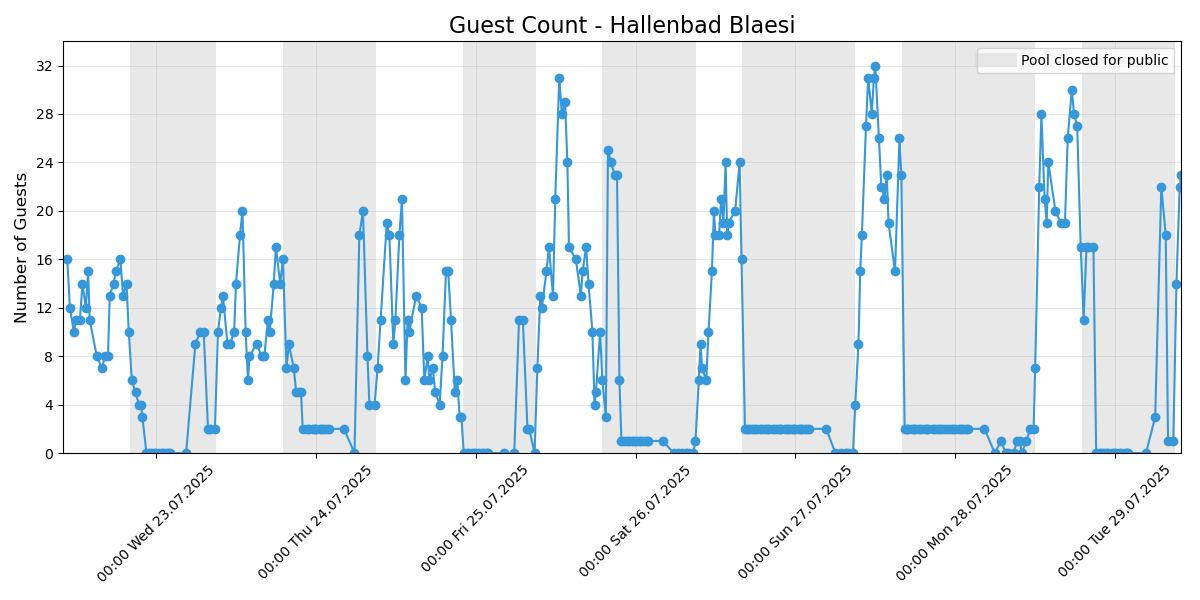 Guest Count - Hallenbad Blaesi
Pool closed for public
Number of Guests
32
28
24
20
16
12
8
4
0
00:00 Wed 23.07.2025
00:00 Thu 24.07.2025
00:00 Fri 25.07.2025
00:00 Sat 26.07.2025
00:00 Sun 27.07.2025
00:00 Mon 28.07.2025
00:00 Tue 29.07.2025